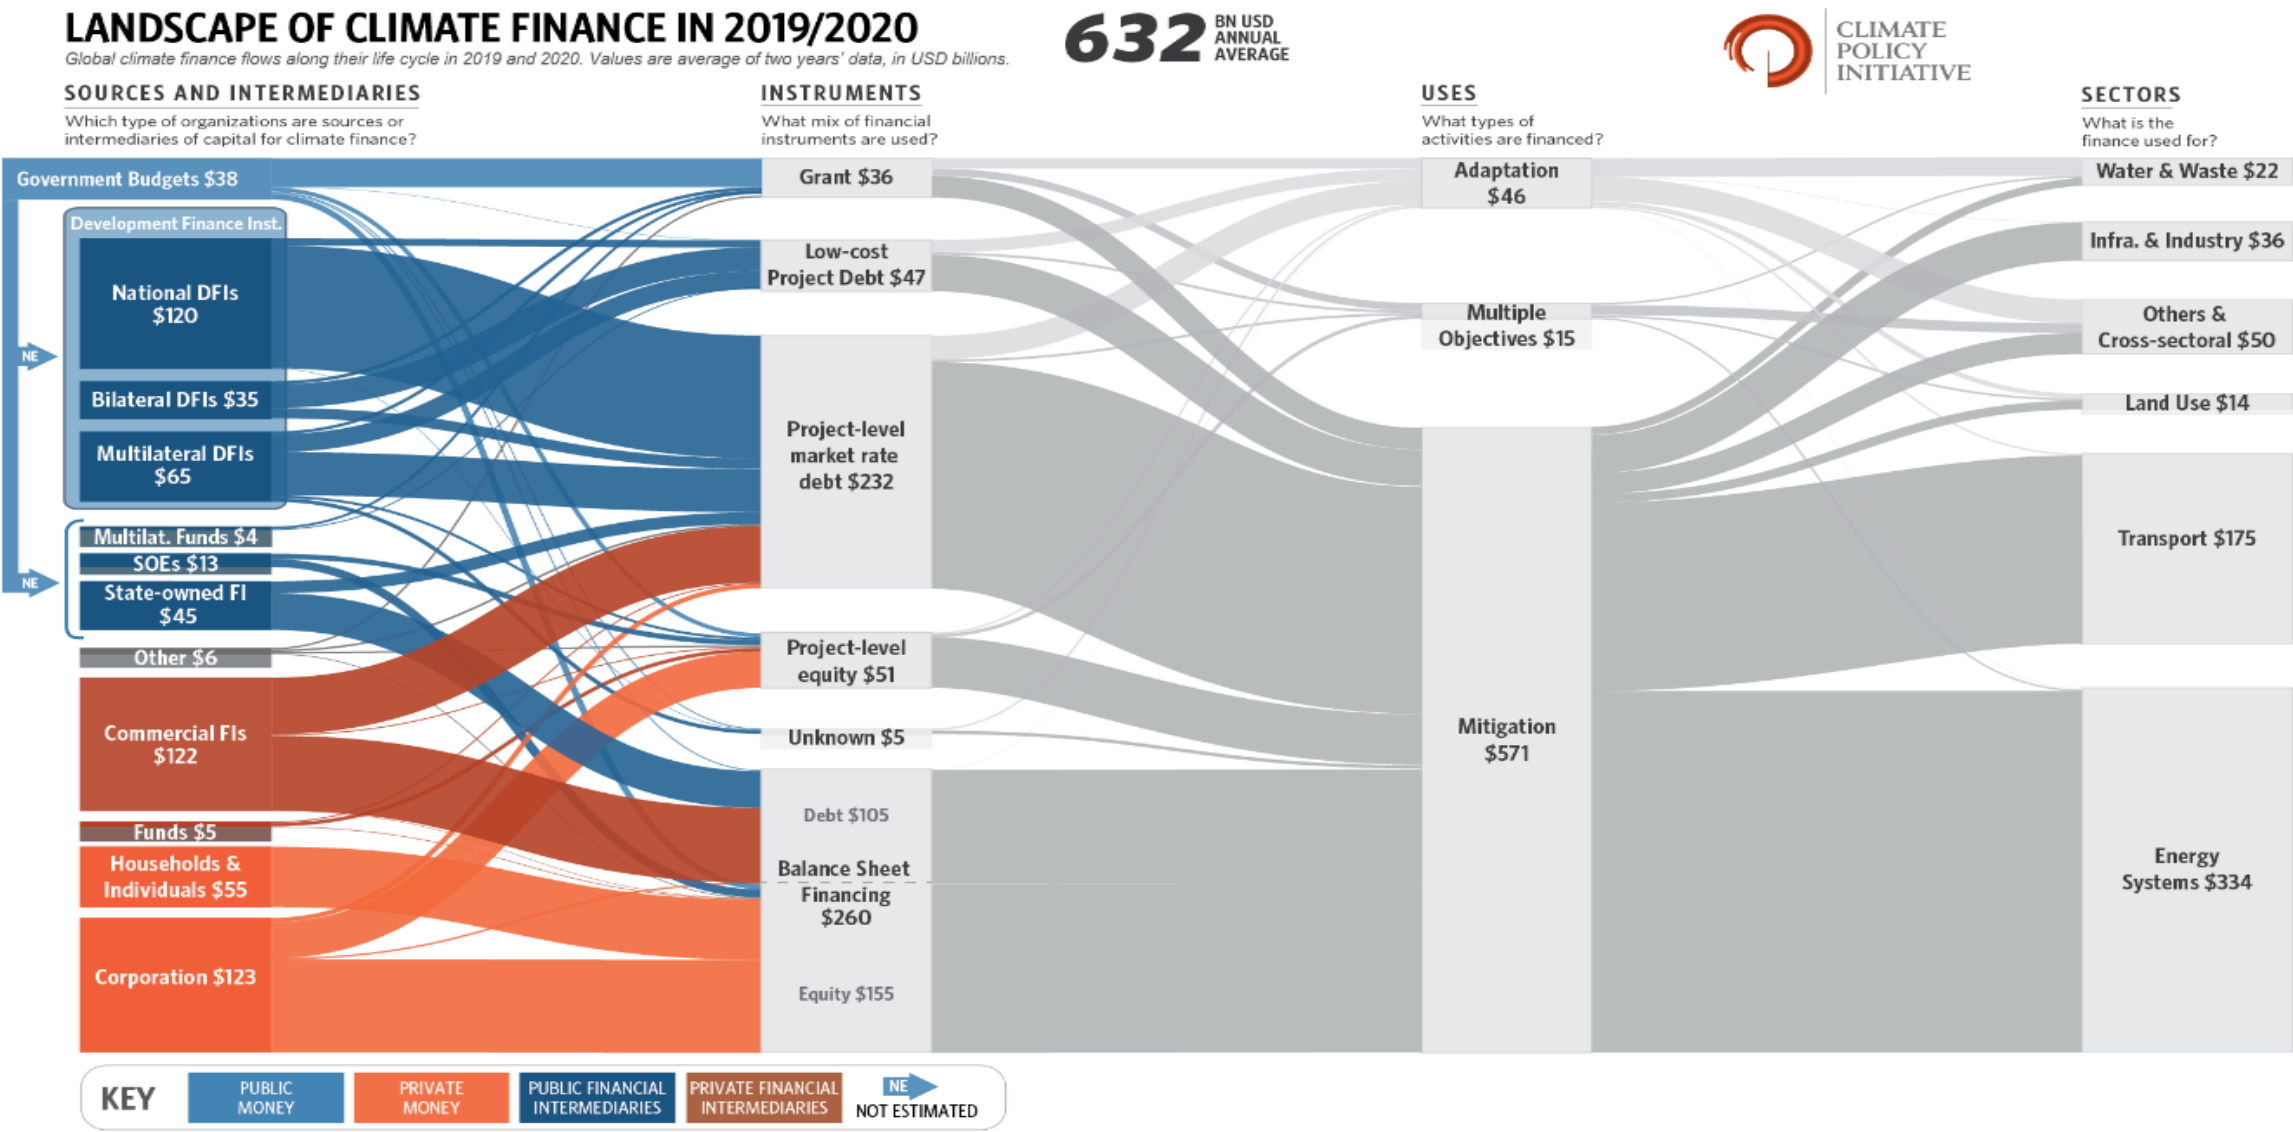 LANDSCAPE OF CLIMATE FINANCE IN 2019/2020
Global climate finance flows along their life cycle in 2019 and 2020. Values are average of two years' data, in USD billions.
632
BN USD
ANNUAL
AVERAGE
CLIMATE
POLICY
INITIATIVE
SOURCES AND INTERMEDIARIES
Which type of organizations are sources or
intermediaries of capital for climate finance?
INSTRUMENTS
What mix of financial
instruments are used?
USES
What types of
activities are financed?
SECTORS
What is the
finance used for?
Government Budgets $38
Development Finance Inst.
National DFIs
$120
NE
Bilateral DFIs $35
Multilateral DFIs
$65
Multilat. Funds $4
SOEs $13
NE
State-owned FI
$45
Other $6
Commercial FIs
$122
Funds $5
Households &
Individuals $55
Corporation $123
Grant $36
Low-cost
Project Debt $47
Project-level
market rate
debt $232
Project-level
equity $51
Unknown $5
Debt $105
Balance Sheet
Financing
$260
Equity $155
Adaptation
$46
Multiple
Objectives $15
Mitigation
$571
Water & Waste $22
Infra. & Industry $36
Others &
Cross-sectoral $50
Land Use $14
Transport $175
Energy
Systems $334
KEY
PUBLIC
MONEY
PRIVATE
MONEY
PUBLIC FINANCIAL
INTERMEDIARIES
PRIVATE FINANCIAL
INTERMEDIARIES
NE
NOT ESTIMATED